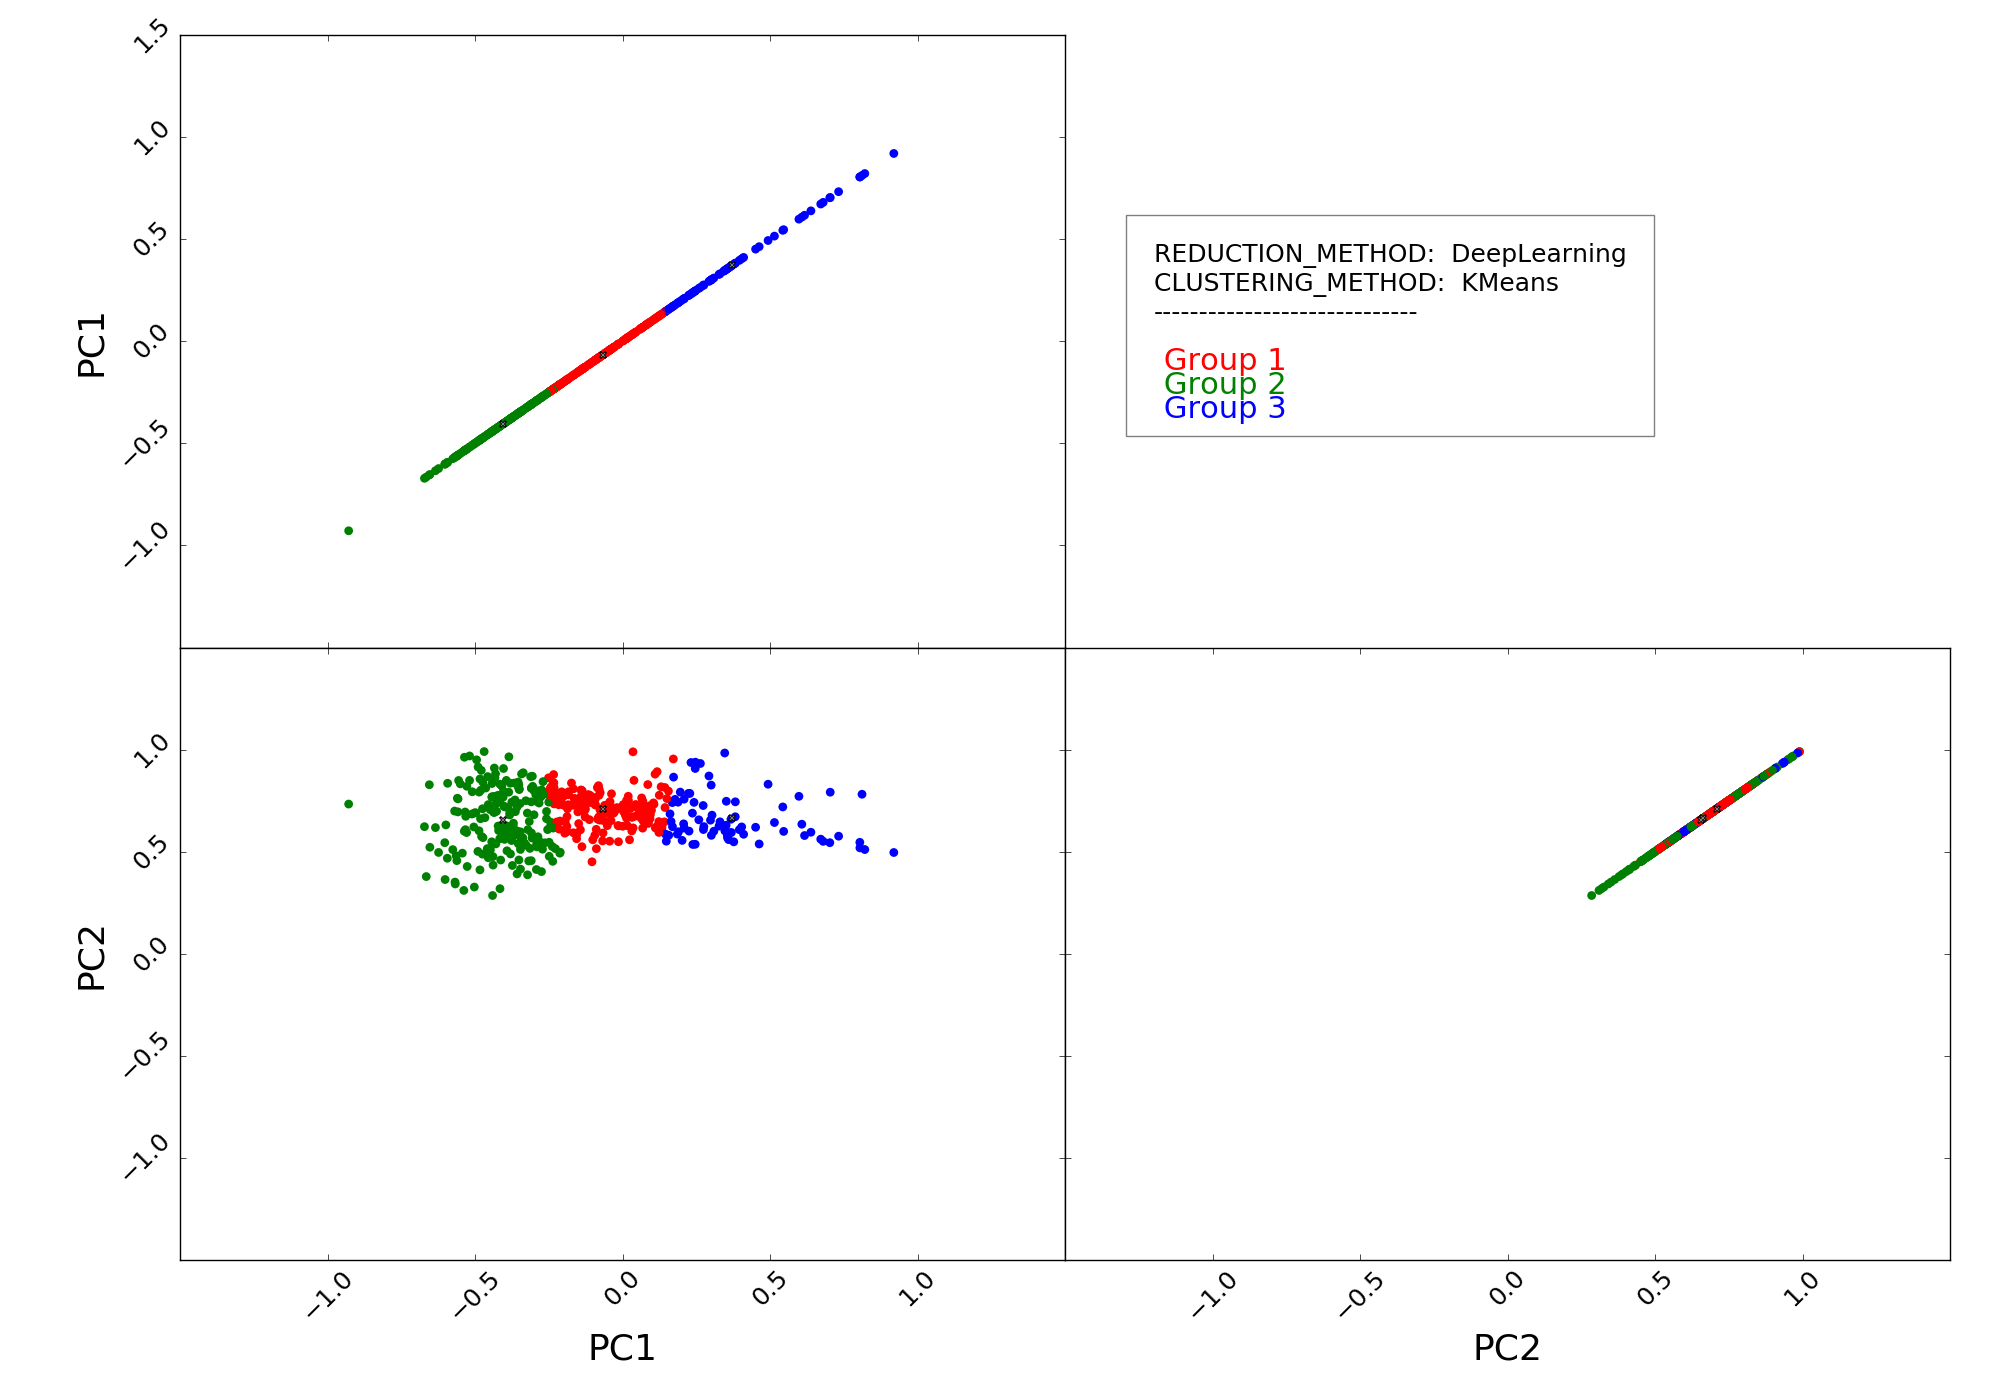 1.5
1.0
0.5
0.0
−0.5
−1.0
PC1
REDUCTION_METHOD:  DeepLearning
CLUSTERING_METHOD:  KMeans
-----------------------------
Group 1
Group 2
Group 3
1.0
0.5
0.0
−0.5
−1.0
PC2
−1.0 −0.5 0.0 0.5 1.0
−1.0 −0.5 0.0 0.5 1.0
PC1
PC2